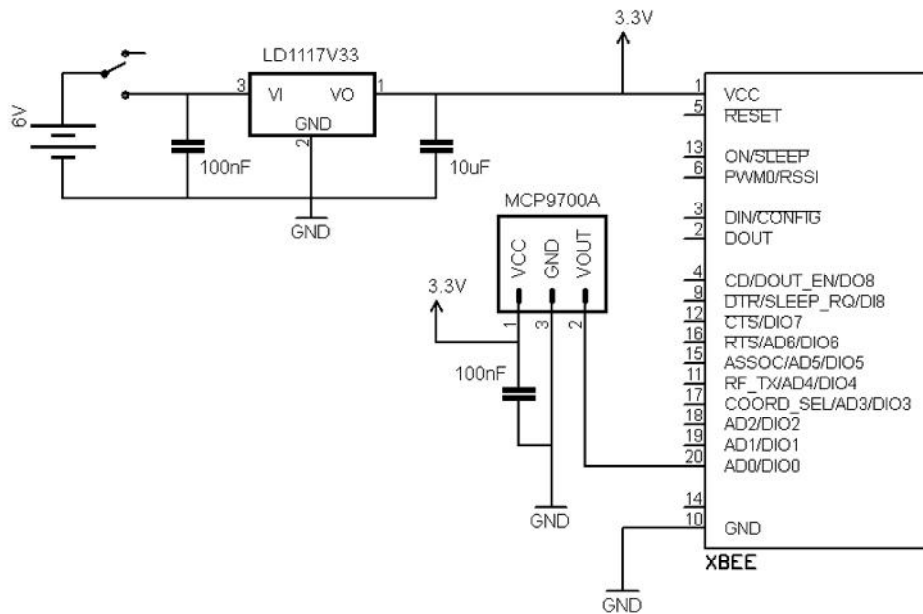 3.3V
LD1117V33
6V
3 VI VO 1
GND
2
100nF
10uF
GND
MCP9700A
VCC GND VOUT
1 3 2
3.3V
100nF
GND
1 VCC
5 RESET
13 ON/SLEEP
6 PWM0/RSSI
3 DIN/CONFIG
2 DOUT
4 CD/DOUT_EN/DO8
9 DTR/SLEEP_RQ/DI8
12 CTS/DIO7
16 RTS/AD6/DIO6
15 ASSOC/AD5/DIO5
11 RF_TX/AD4/DIO4
17 COORD_SEL/AD3/DIO3
18 AD2/DIO2
19 AD1/DIO1
20 AD0/DIO0
14
10 GND
XBEE
GND